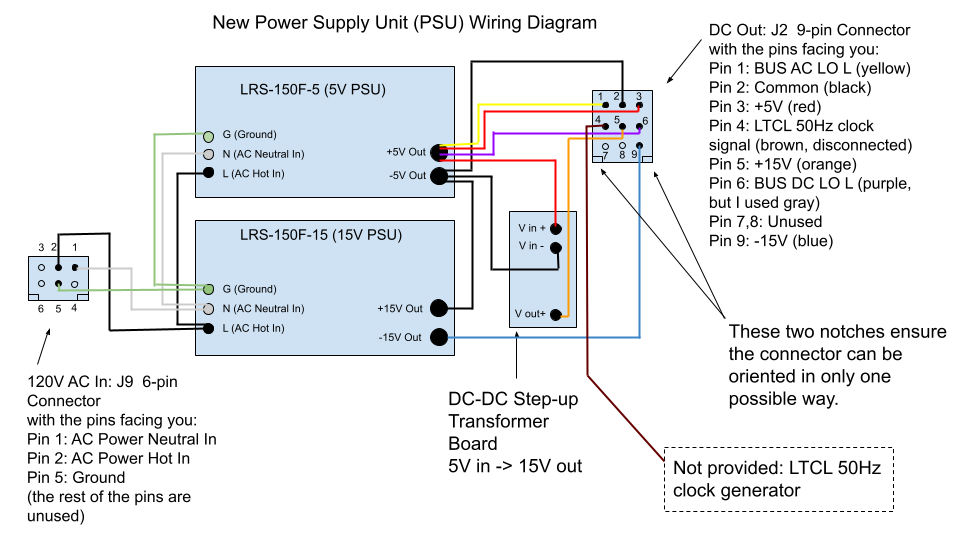 New Power Supply Unit (PSU) Wiring Diagram
DC Out: J2  9-pin Connector
with the pins facing you:
Pin 1: BUS AC LO L (yellow)
Pin 2: Common (black)
Pin 3: +5V (red)
Pin 4: LTCL 50Hz clock
signal (brown, disconnected)
Pin 5: +15V (orange)
Pin 6: BUS DC LO L (purple,
but I used gray)
Pin 7,8: Unused
Pin 9: -15V (blue)
LRS-150F-5 (5V PSU)
G (Ground)
N (AC Neutral In)
L (AC Hot In)
+5V Out
-5V Out
1 2 3
4 5 6
7 8 9
LRS-150F-15 (15V PSU)
G (Ground)
N (AC Neutral In)
L (AC Hot In)
+15V Out
-15V Out
V in +
V in -
V out+
3 2 1
6 5 4
These two notches ensure
the connector can be
oriented in only one
possible way.
120V AC In: J9  6-pin
Connector
with the pins facing you:
Pin 1: AC Power Neutral In
Pin 2: AC Power Hot In
Pin 5: Ground
(the rest of the pins are
unused)
DC-DC Step-up
Transformer
Board
5V in -> 15V out
Not provided: LTCL 50Hz
clock generator